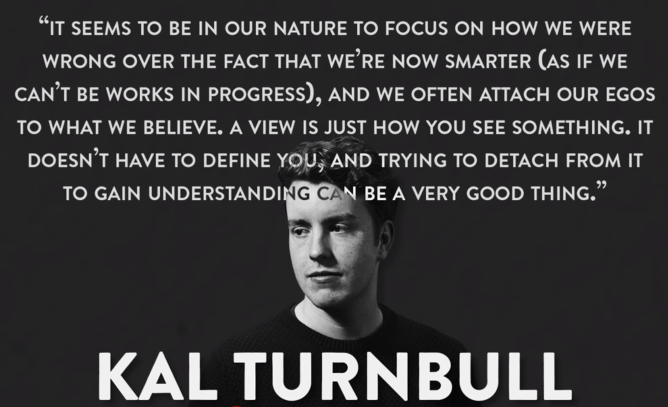 “IT SEEMS TO BE IN OUR NATURE TO FOCUS ON HOW WE WERE
WRONG OVER THE FACT THAT WE’RE NOW SMARTER (AS IF WE
CAN’T BE WORKS IN PROGRESS), AND WE OFTEN ATTACH OUR EGOS
TO WHAT WE BELIEVE. A VIEW IS JUST HOW YOU SEE SOMETHING. IT
DOESN’T HAVE TO DEFINE YOU, AND TRYING TO DETACH FROM IT
TO GAIN UNDERSTANDING CAN BE A VERY GOOD THING.”
KAL TURNBULL